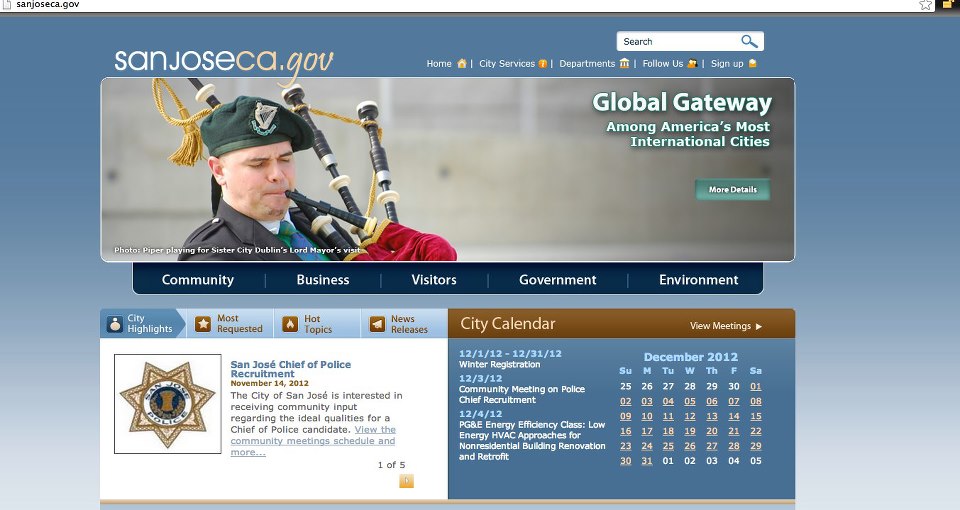 sanjoseca.gov
sanjoseca.gov
Search
Home | City Services | Departments | Follow Us | Sign up
Global Gateway
Among America's Most
International Cities
More Details
Photo: Piper playing for Sister City Dublin's Lord Mayor's visit
Community | Business | Visitors | Government | Environment
City
Highlights
Most
Requested
Hot
Topics
News
Releases
SAN JOSE
POLICE
San José Chief of Police
Recruitment
November 14, 2012
The City of San José is interested in
receiving community input
regarding the ideal qualities for a
Chief of Police candidate. View the
community meetings schedule and
more...
1 of 5
City Calendar
View Meetings
12/1/12 - 12/31/12
Winter Registration
12/3/12
Community Meeting on Police
Chief Recruitment
12/4/12
PG&E Energy Efficiency Class: Low
Energy HVAC Approaches for
Nonresidential Building Renovation
and Retrofit
December 2012
Su M Tu W Th F Sa
25 26 27 28 29 30 01
02 03 04 05 06 07 08
09 10 11 12 13 14 15
16 17 18 19 20 21 22
23 24 25 26 27 28 29
30 31 01 02 03 04 05